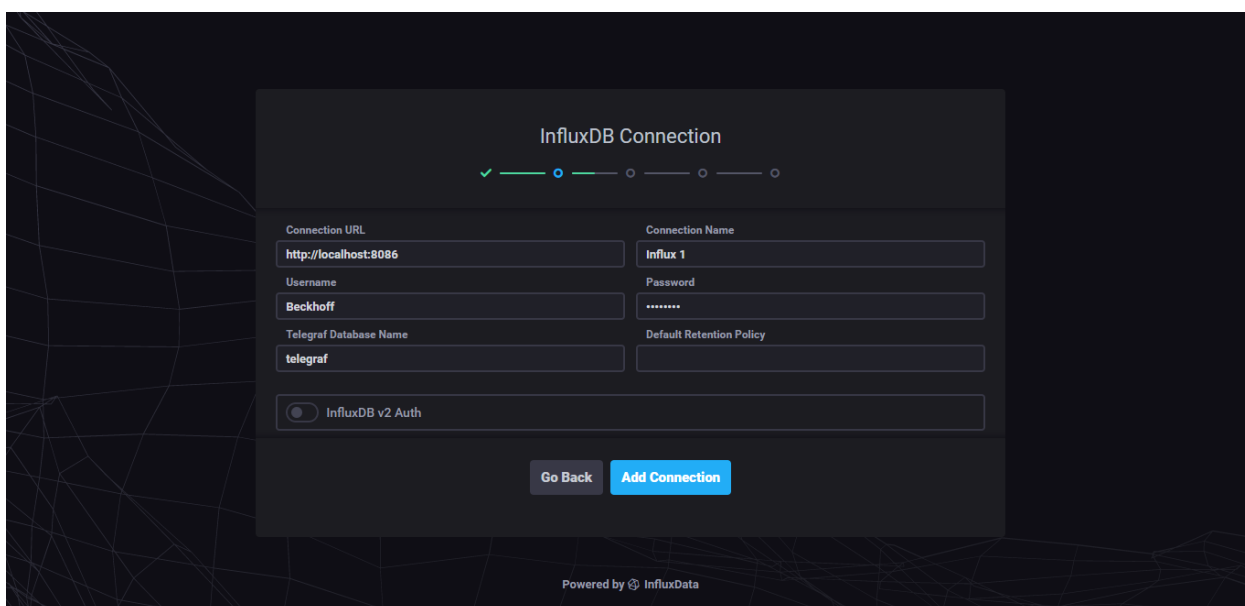 InfluxDB Connection
Connection URL
Connection Name
http://localhost:8086
Influx 1
Username
Password
Beckhoff
••••••••
Telegraf Database Name
Default Retention Policy
telegraf
InfluxDB v2 Auth
Go Back
Add Connection
Powered by InfluxData